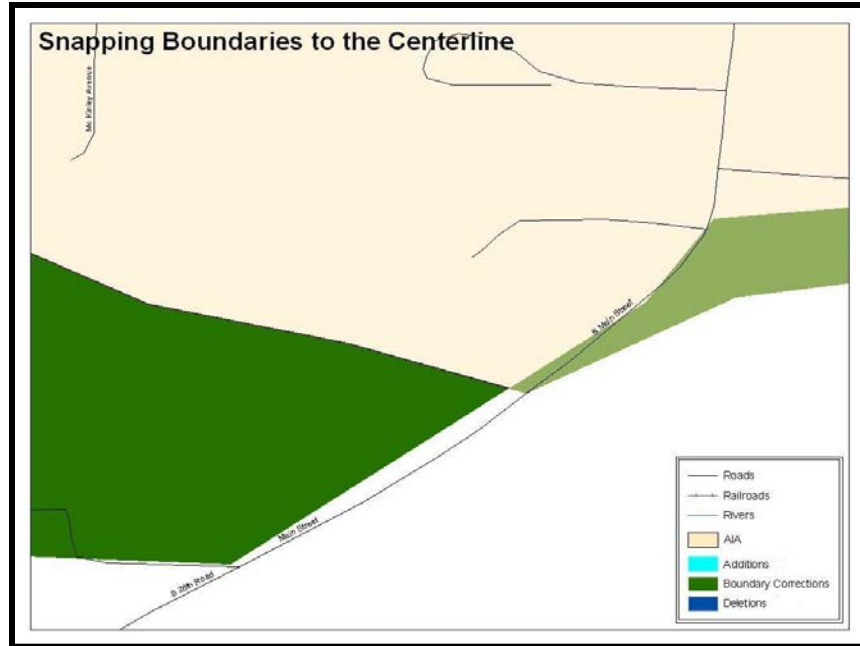 Snapping Boundaries to the Centerline
Mc Kinley Avenue
S Main Street
Main Street
S 28th Road
Roads
Railroads
Rivers
AIA
Additions
Boundary Corrections
Deletions